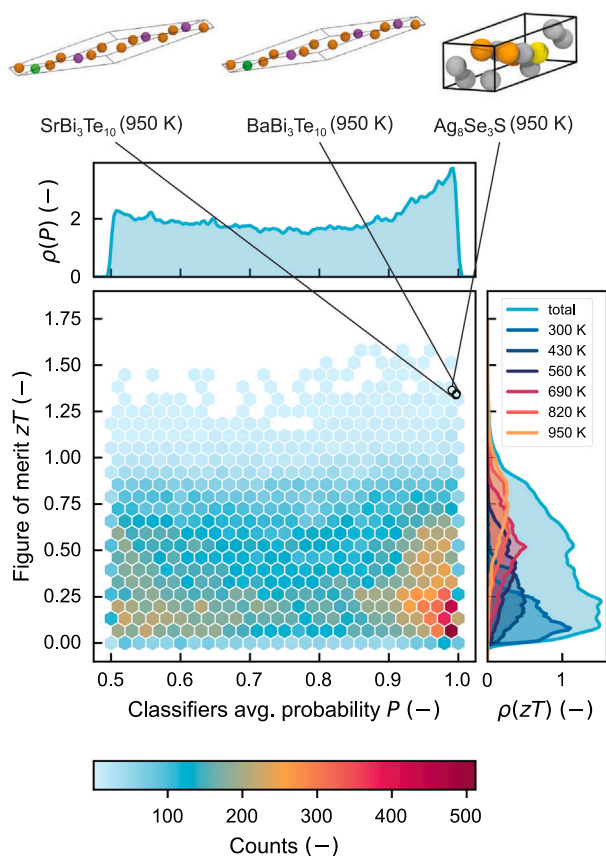 SrBi₃Te₁₀ (950 K) BaBi₃Te₁₀ (950 K) Ag₈Se₃S (950 K)
ρ(P) (—)
2
0
Figure of merit zT (—)
1.75
1.50
1.25
1.00
0.75
0.50
0.25
0.00
0.5 0.6 0.7 0.8 0.9 1.0
Classifiers avg. probability P (—)
total
300 K
430 K
560 K
690 K
820 K
950 K
0 1
ρ(zT) (—)
100 200 300 400 500
Counts (—)